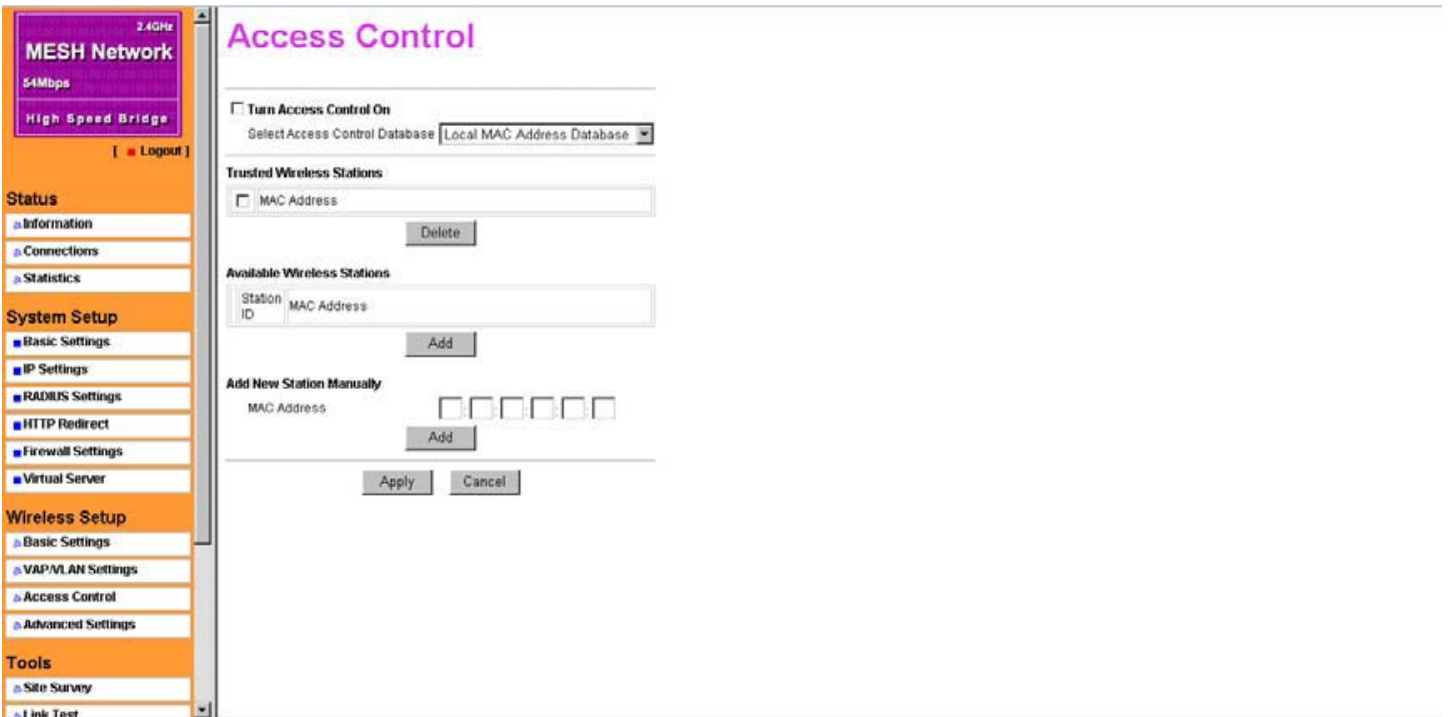 2.4GHz
MESH Network
54Mbps
High Speed Bridge
[ Logout ]
Status
Information
Connections
Statistics
System Setup
Basic Settings
IP Settings
RADIUS Settings
HTTP Redirect
Firewall Settings
Virtual Server
Wireless Setup
Basic Settings
VAP/VLAN Settings
Access Control
Advanced Settings
Tools
Site Survey
Link Test
Access Control
Turn Access Control On
Select Access Control Database Local MAC Address Database
Trusted Wireless Stations
MAC Address
Delete
Available Wireless Stations
Station ID MAC Address
Add
Add New Station Manually
MAC Address : : : : :
Add
Apply Cancel